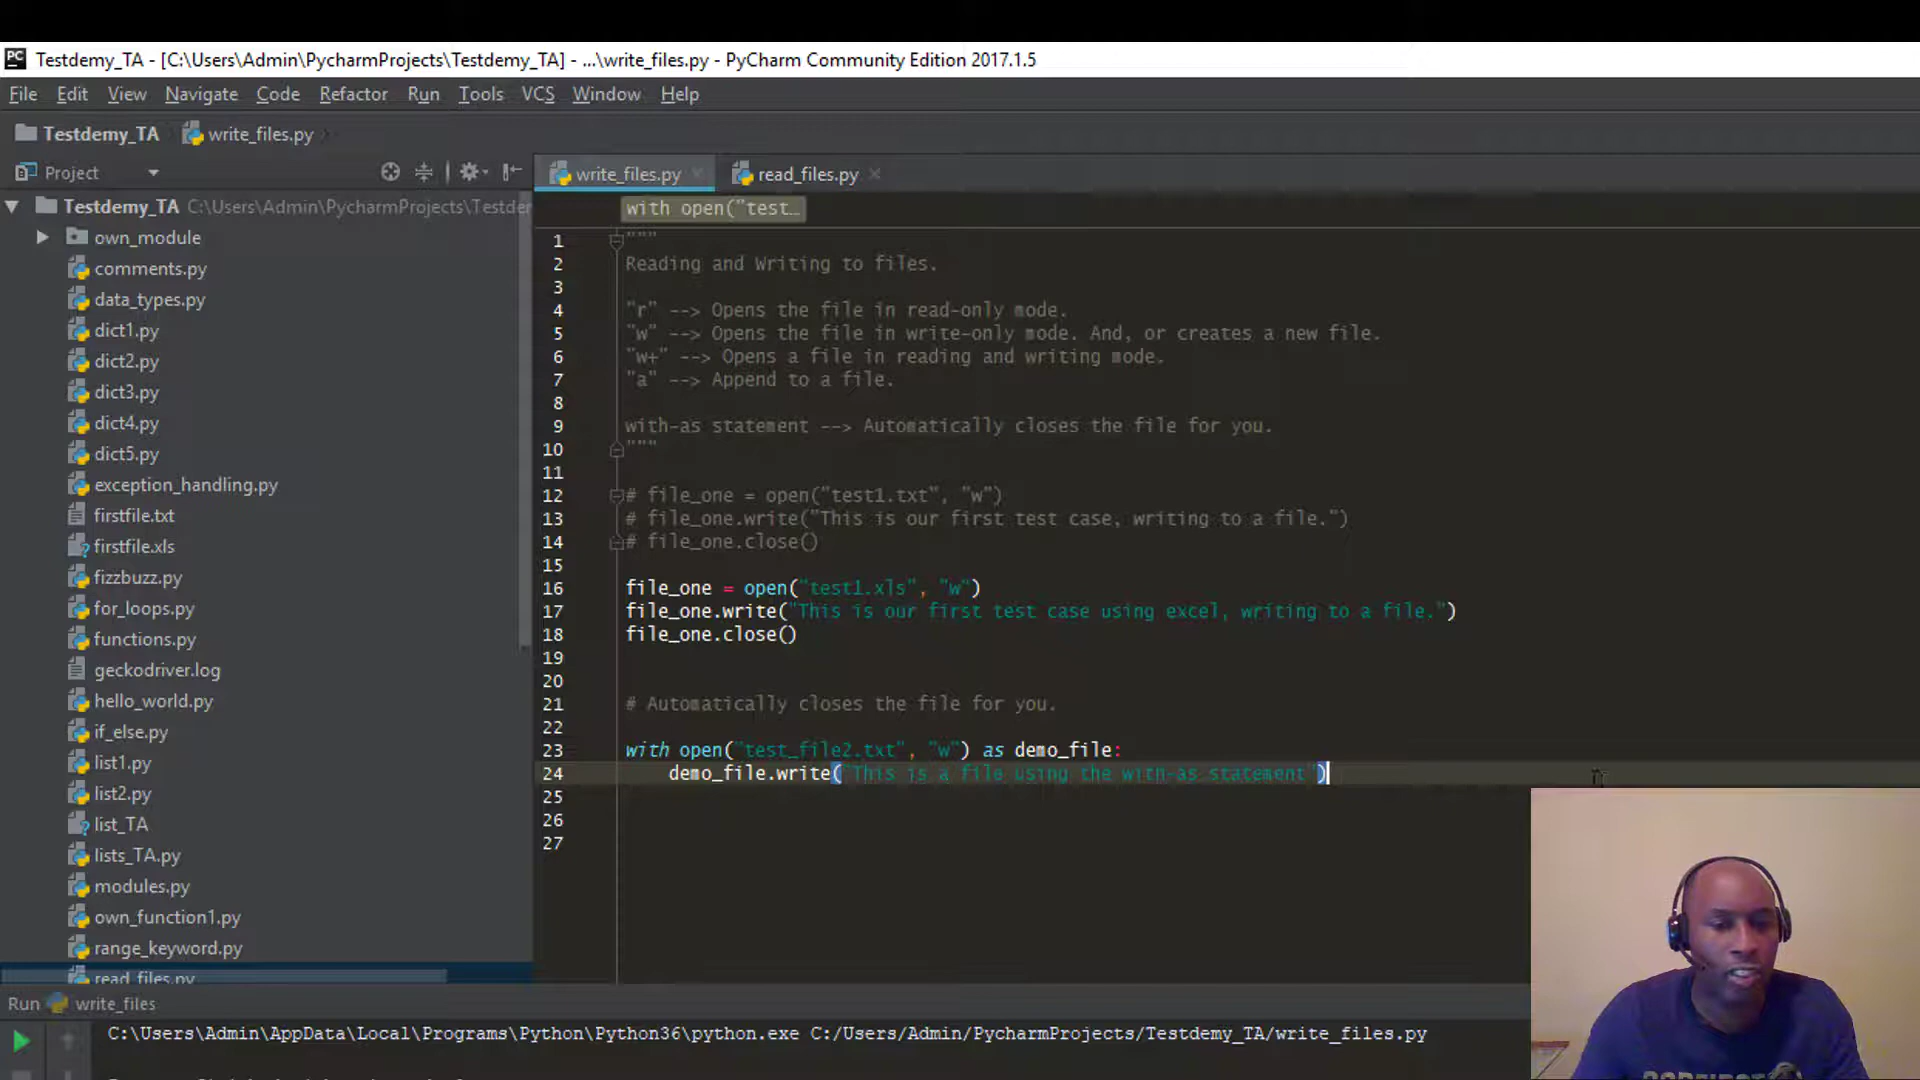 Testdemy_TA - [C:\Users\Admin\PycharmProjects\Testdemy_TA] - ...\write_files.py - PyCharm Community Edition 2017.1.5
File Edit View Navigate Code Refactor Run Tools VCS Window Help
Testdemy_TA write_files.py
Project
write_files.py read_files.py
Testdemy_TA C:\Users\Admin\PycharmProjects\Testder
with open("test…
own_module
comments.py
data_types.py
dict1.py
dict2.py
dict3.py
dict4.py
dict5.py
exception_handling.py
firstfile.txt
firstfile.xls
fizzbuzz.py
for_loops.py
functions.py
geckodriver.log
hello_world.py
if_else.py
list1.py
list2.py
list_TA
lists_TA.py
modules.py
own_function1.py
range_keyword.py
read_files.py
1 """
2 Reading and Writing to files.
3
4 "r" --> Opens the file in read-only mode.
5 "w" --> Opens the file in write-only mode. And, or creates a new file.
6 "w+" --> Opens a file in reading and writing mode.
7 "a" --> Append to a file.
8
9 with-as statement --> Automatically closes the file for you.
10 """
11
12 # file_one = open("test1.txt", "w")
13 # file_one.write("This is our first test case, writing to a file.")
14 # file_one.close()
15
16 file_one = open("test1.xls", "w")
17 file_one.write("This is our first test case using excel, writing to a file.")
18 file_one.close()
19
20
21 # Automatically closes the file for you.
22
23 with open("test_file2.txt", "w") as demo_file:
24 demo_file.write("This is a file using the with-as statement")
25
26
27
Run write_files
C:\Users\Admin\AppData\Local\Programs\Python\Python36\python.exe C:/Users/Admin/PycharmProjects/Testdemy_TA/write_files.py